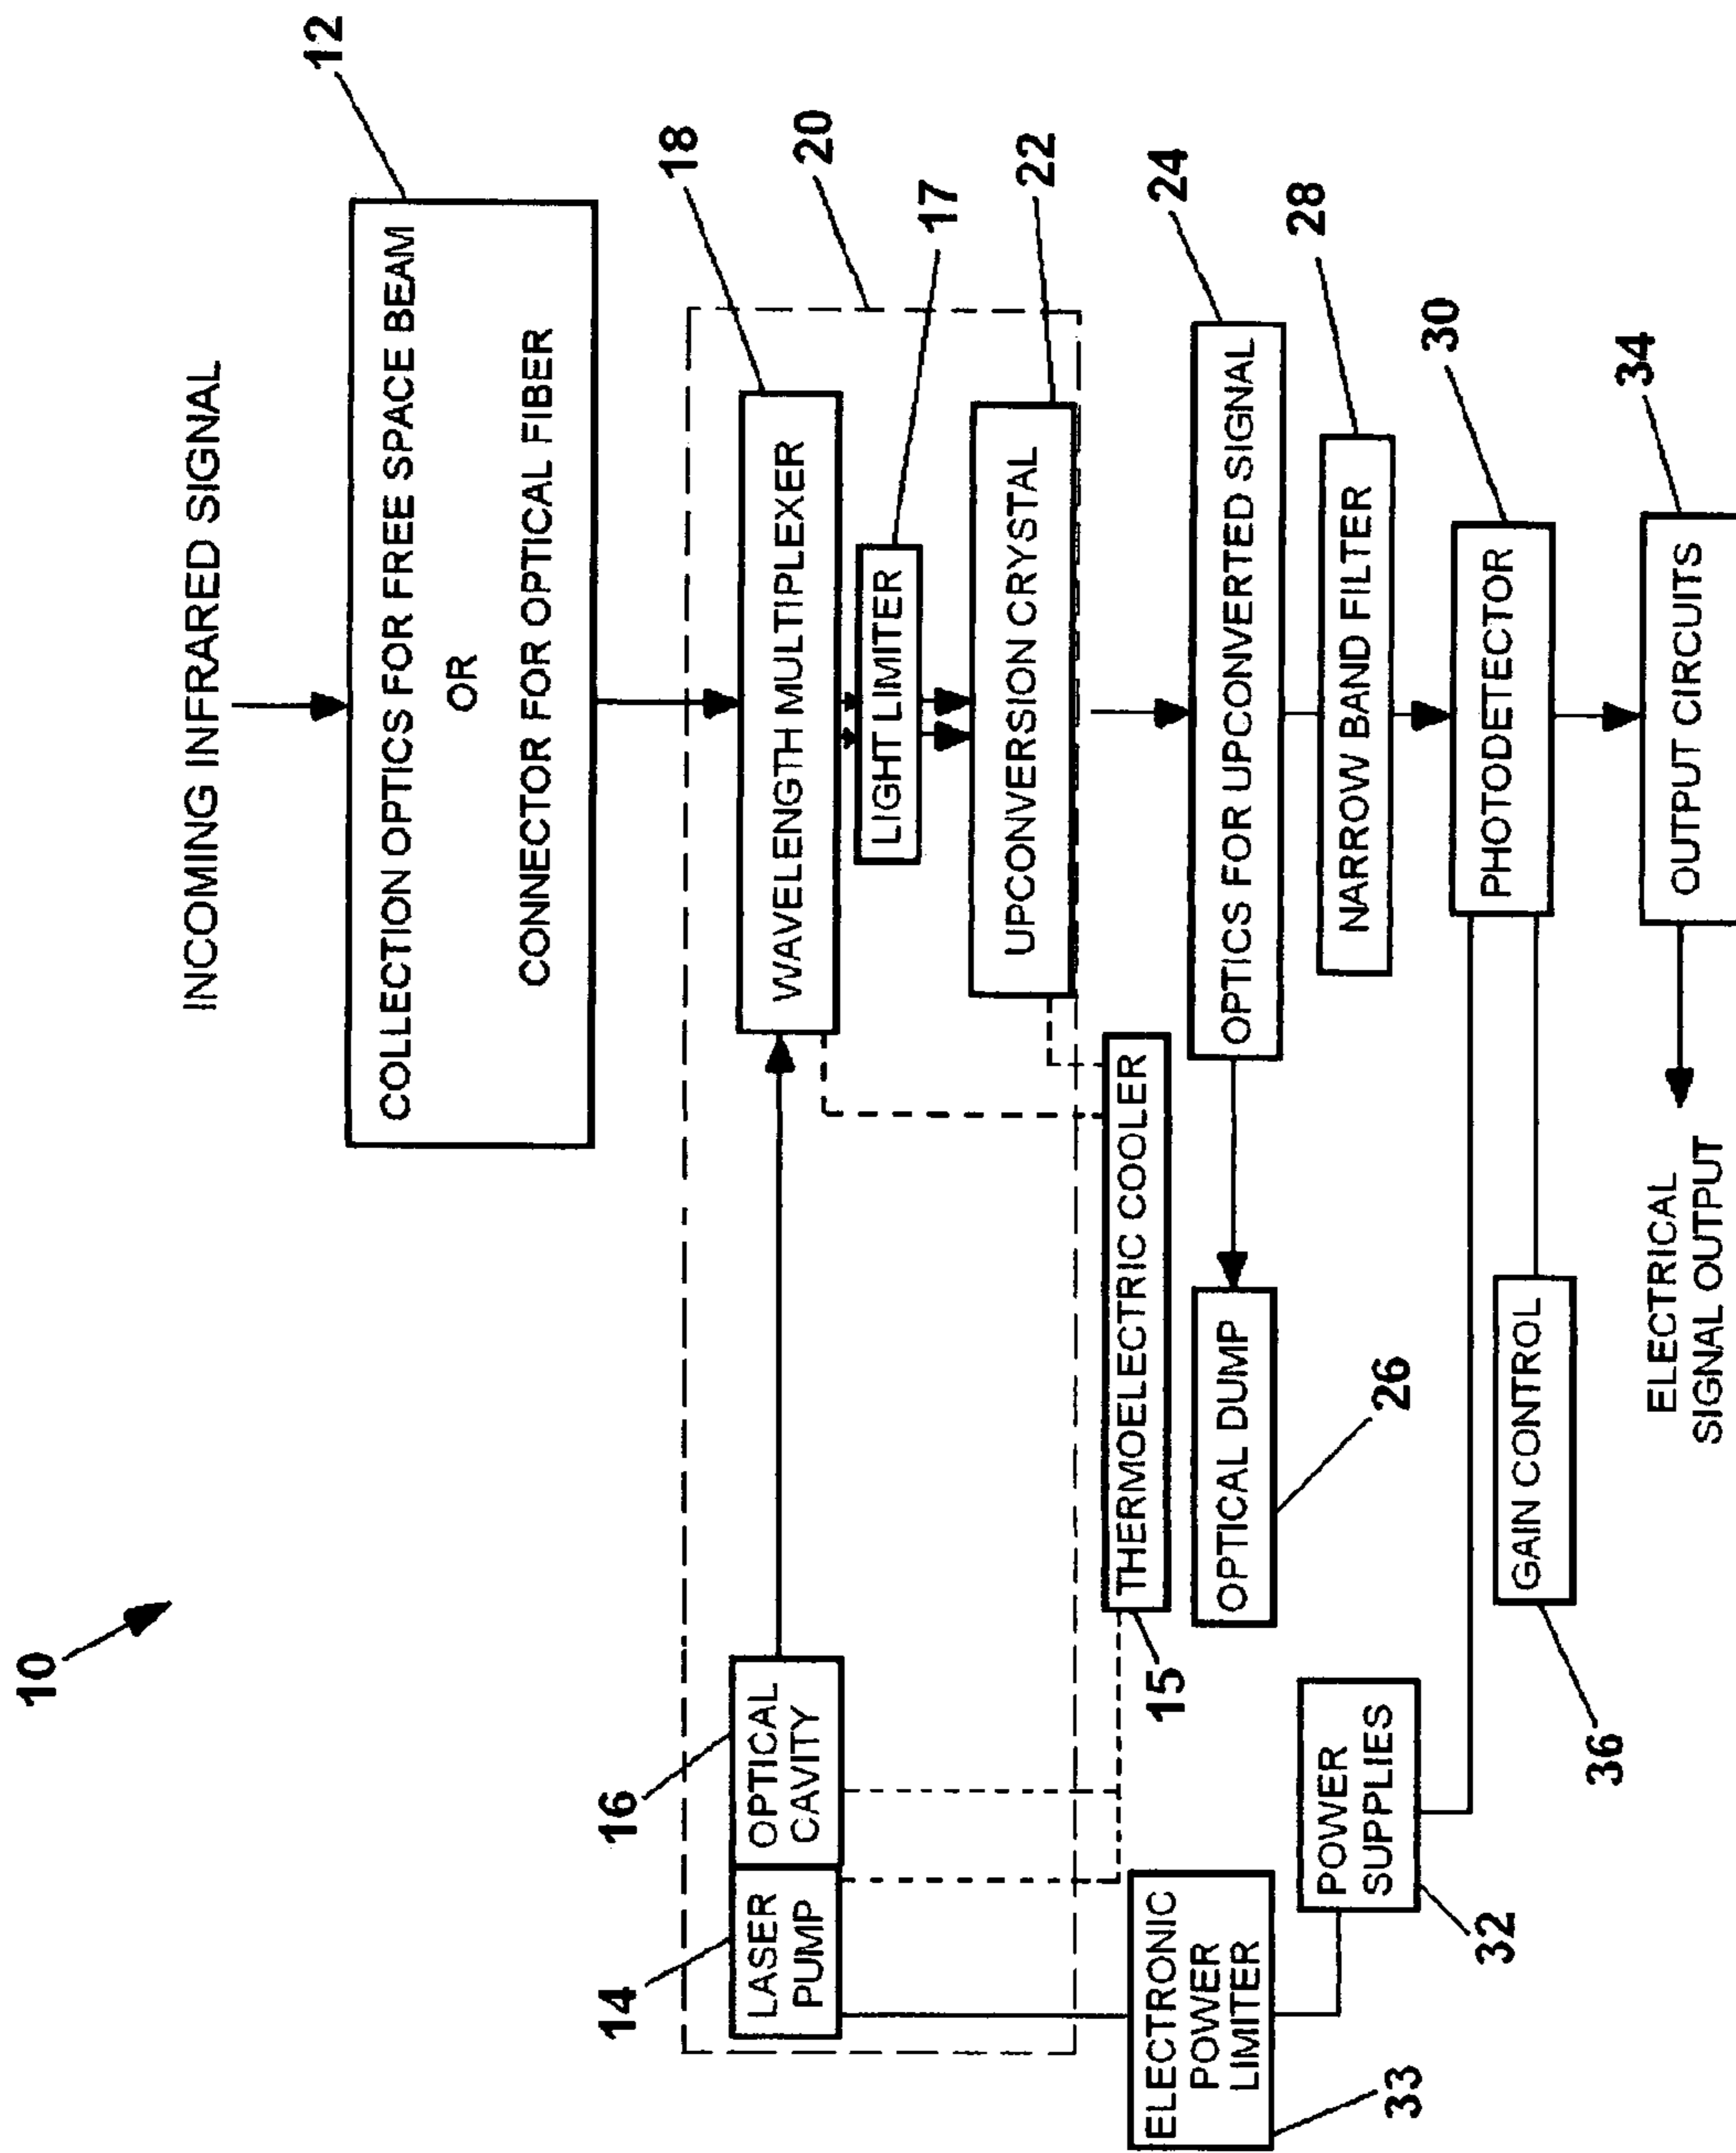 10
INCOMING INFRARED SIGNAL
12
COLLECTION OPTICS FOR FREE SPACE BEAM
OR
CONNECTOR FOR OPTICAL FIBER
14
16
18
20
LASER
PUMP
OPTICAL
CAVITY
WAVELENGTH MULTIPLEXER
17
LIGHT LIMITER
22
UPCONVERSION CRYSTAL
THERMOELECTRIC COOLER
15
24
OPTICS FOR UPCONVERTED SIGNAL
OPTICAL DUMP
26
28
NARROW BAND FILTER
ELECTRONIC
POWER
LIMITER
33
POWER
SUPPLIES
32
30
PHOTODETECTOR
GAIN CONTROL
36
34
OUTPUT CIRCUITS
ELECTRICAL
SIGNAL OUTPUT